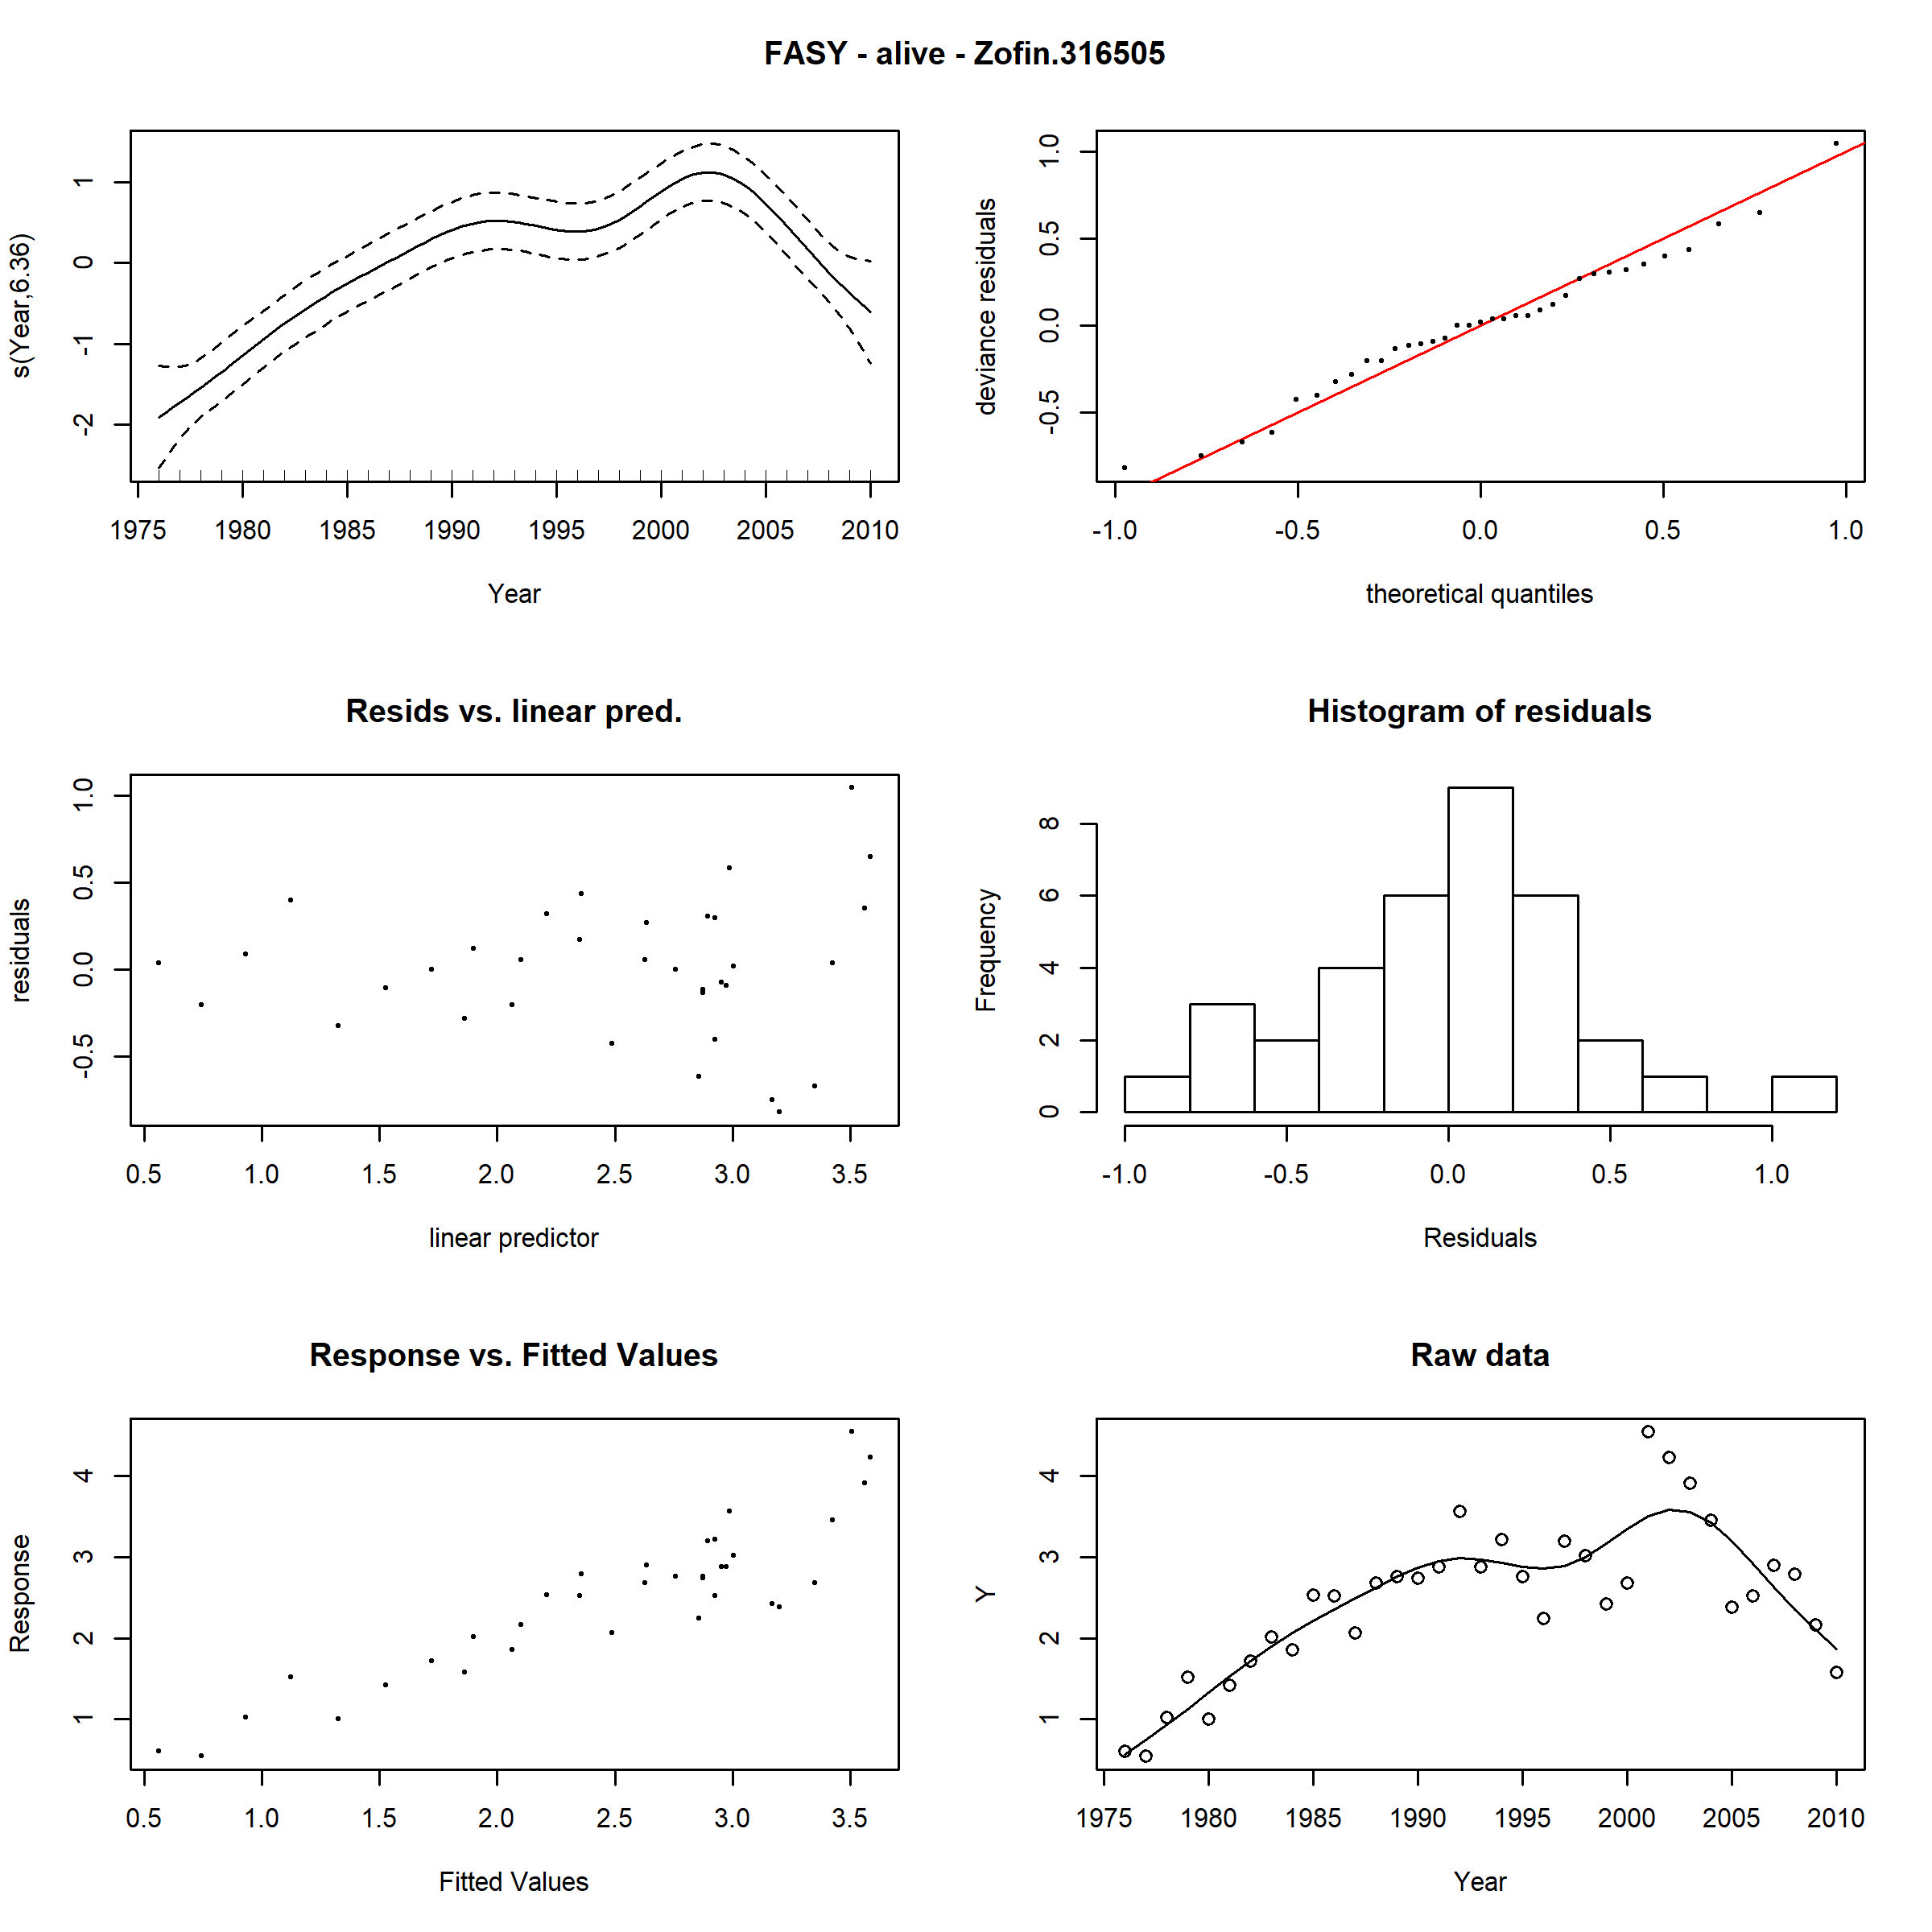 FASY - alive - Zofin.316505
s(Year,6.36)
1
0
-1
-2
1975 1980 1985 1990 1995 2000 2005 2010
Year
deviance residuals
1.0
0.5
0.0
-0.5
-1.0 -0.5 0.0 0.5 1.0
theoretical quantiles
Resids vs. linear pred.
residuals
1.0
0.5
0.0
-0.5
0.5 1.0 1.5 2.0 2.5 3.0 3.5
linear predictor
Histogram of residuals
Frequency
8
6
4
2
0
-1.0 -0.5 0.0 0.5 1.0
Residuals
Response vs. Fitted Values
Response
4
3
2
1
0.5 1.0 1.5 2.0 2.5 3.0 3.5
Fitted Values
Raw data
Y
4
3
2
1
1975 1980 1985 1990 1995 2000 2005 2010
Year